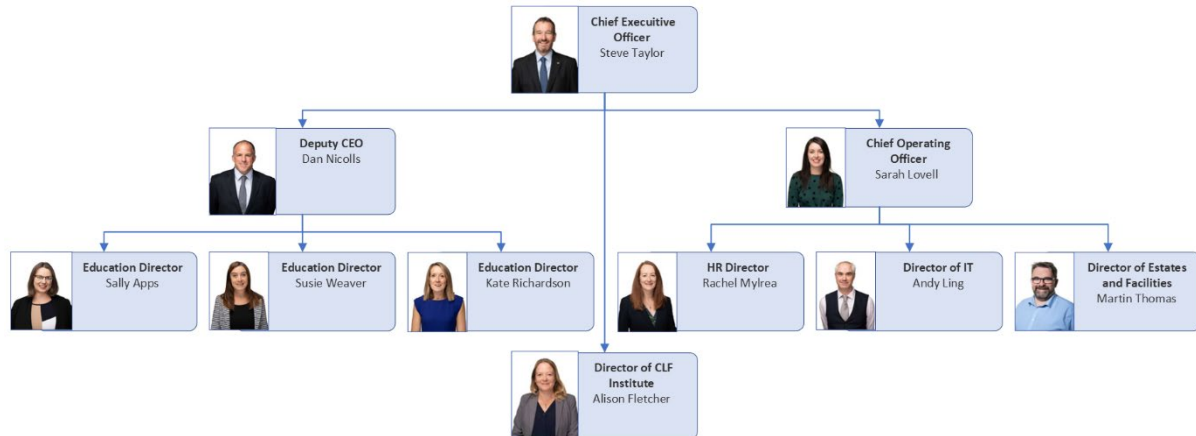 Chief Executive
Officer
Steve Taylor
Deputy CEO
Dan Nicolls
Chief Operating
Officer
Sarah Lovell
Education Director
Sally Apps
Education Director
Susie Weaver
Education Director
Kate Richardson
HR Director
Rachel Mylrea
Director of IT
Andy Ling
Director of Estates
and Facilities
Martin Thomas
Director of CLF
Institute
Alison Fletcher